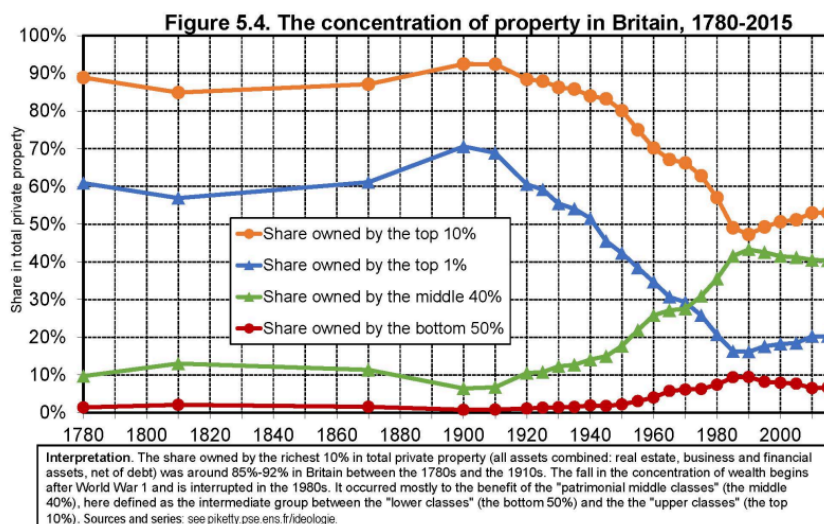 Figure 5.4. The concentration of property in Britain, 1780-2015
100%
90%
80%
70%
60%
50%
40%
30%
20%
10%
0%
Share in total private property
Share owned by the top 10%
Share owned by the top 1%
Share owned by the middle 40%
Share owned by the bottom 50%
1780 1800 1820 1840 1860 1880 1900 1920 1940 1960 1980 2000
Interpretation. The share owned by the richest 10% in total private property (all assets combined: real estate, business and financial
assets, net of debt) was around 85%-92% in Britain between the 1780s and the 1910s. The fall in the concentration of wealth begins
after World War 1 and is interrupted in the 1980s. It occurred mostly to the benefit of the "patrimonial middle classes" (the middle
40%), here defined as the intermediate group between the "lower classes" (the bottom 50%) and the the "upper classes" (the top
10%). Sources and series: see piketty.pse.ens.fr/ideologie.